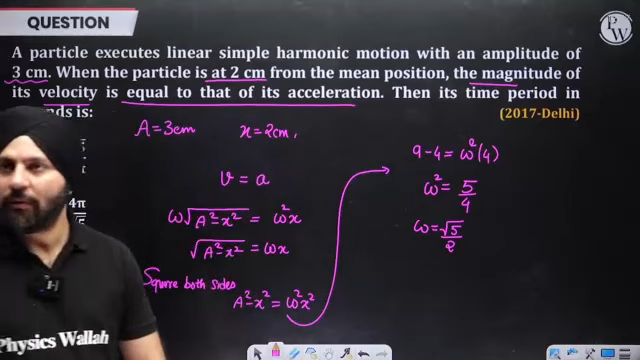 QUESTION
A particle executes linear simple harmonic motion with an amplitude of
3 cm. When the particle is at 2 cm from the mean position, the magnitude of
its velocity is equal to that of its acceleration. Then its time period in
nds is:
(2017-Delhi)
A = 3cm x = 2cm,
v = a
ω√A²-x² = ω²x
√A²-x² = ωx
Square both sides
A²-x² = ω²x²
9-4 = ω²(4)
ω² = 5/4
ω = √5/2
4π
Physics Wallah